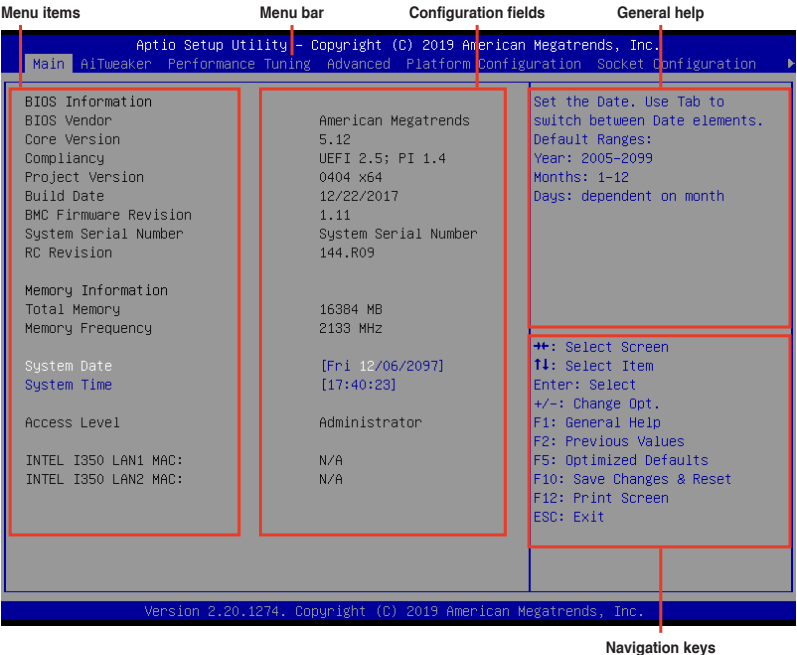 Menu items Menu bar Configuration fields General help
Aptio Setup Utility – Copyright (C) 2019 American Megatrends, Inc.
Main AiTweaker Performance Tuning Advanced Platform Configuration Socket Configuration
BIOS Information
BIOS Vendor American Megatrends
Core Version 5.12
Compliancy UEFI 2.5; PI 1.4
Project Version 0404 x64
Build Date 12/22/2017
BMC Firmware Revision 1.11
System Serial Number System Serial Number
RC Revision 144.R09
Memory Information
Total Memory 16384 MB
Memory Frequency 2133 MHz
System Date [Fri 12/06/2097]
System Time [17:40:23]
Access Level Administrator
INTEL I350 LAN1 MAC: N/A
INTEL I350 LAN2 MAC: N/A
Set the Date. Use Tab to
switch between Date elements.
Default Ranges:
Year: 2005-2099
Months: 1-12
Days: dependent on month
→←: Select Screen
↑↓: Select Item
Enter: Select
+/-: Change Opt.
F1: General Help
F2: Previous Values
F5: Optimized Defaults
F10: Save Changes & Reset
F12: Print Screen
ESC: Exit
Version 2.20.1274. Copyright (C) 2019 American Megatrends, Inc.
Navigation keys